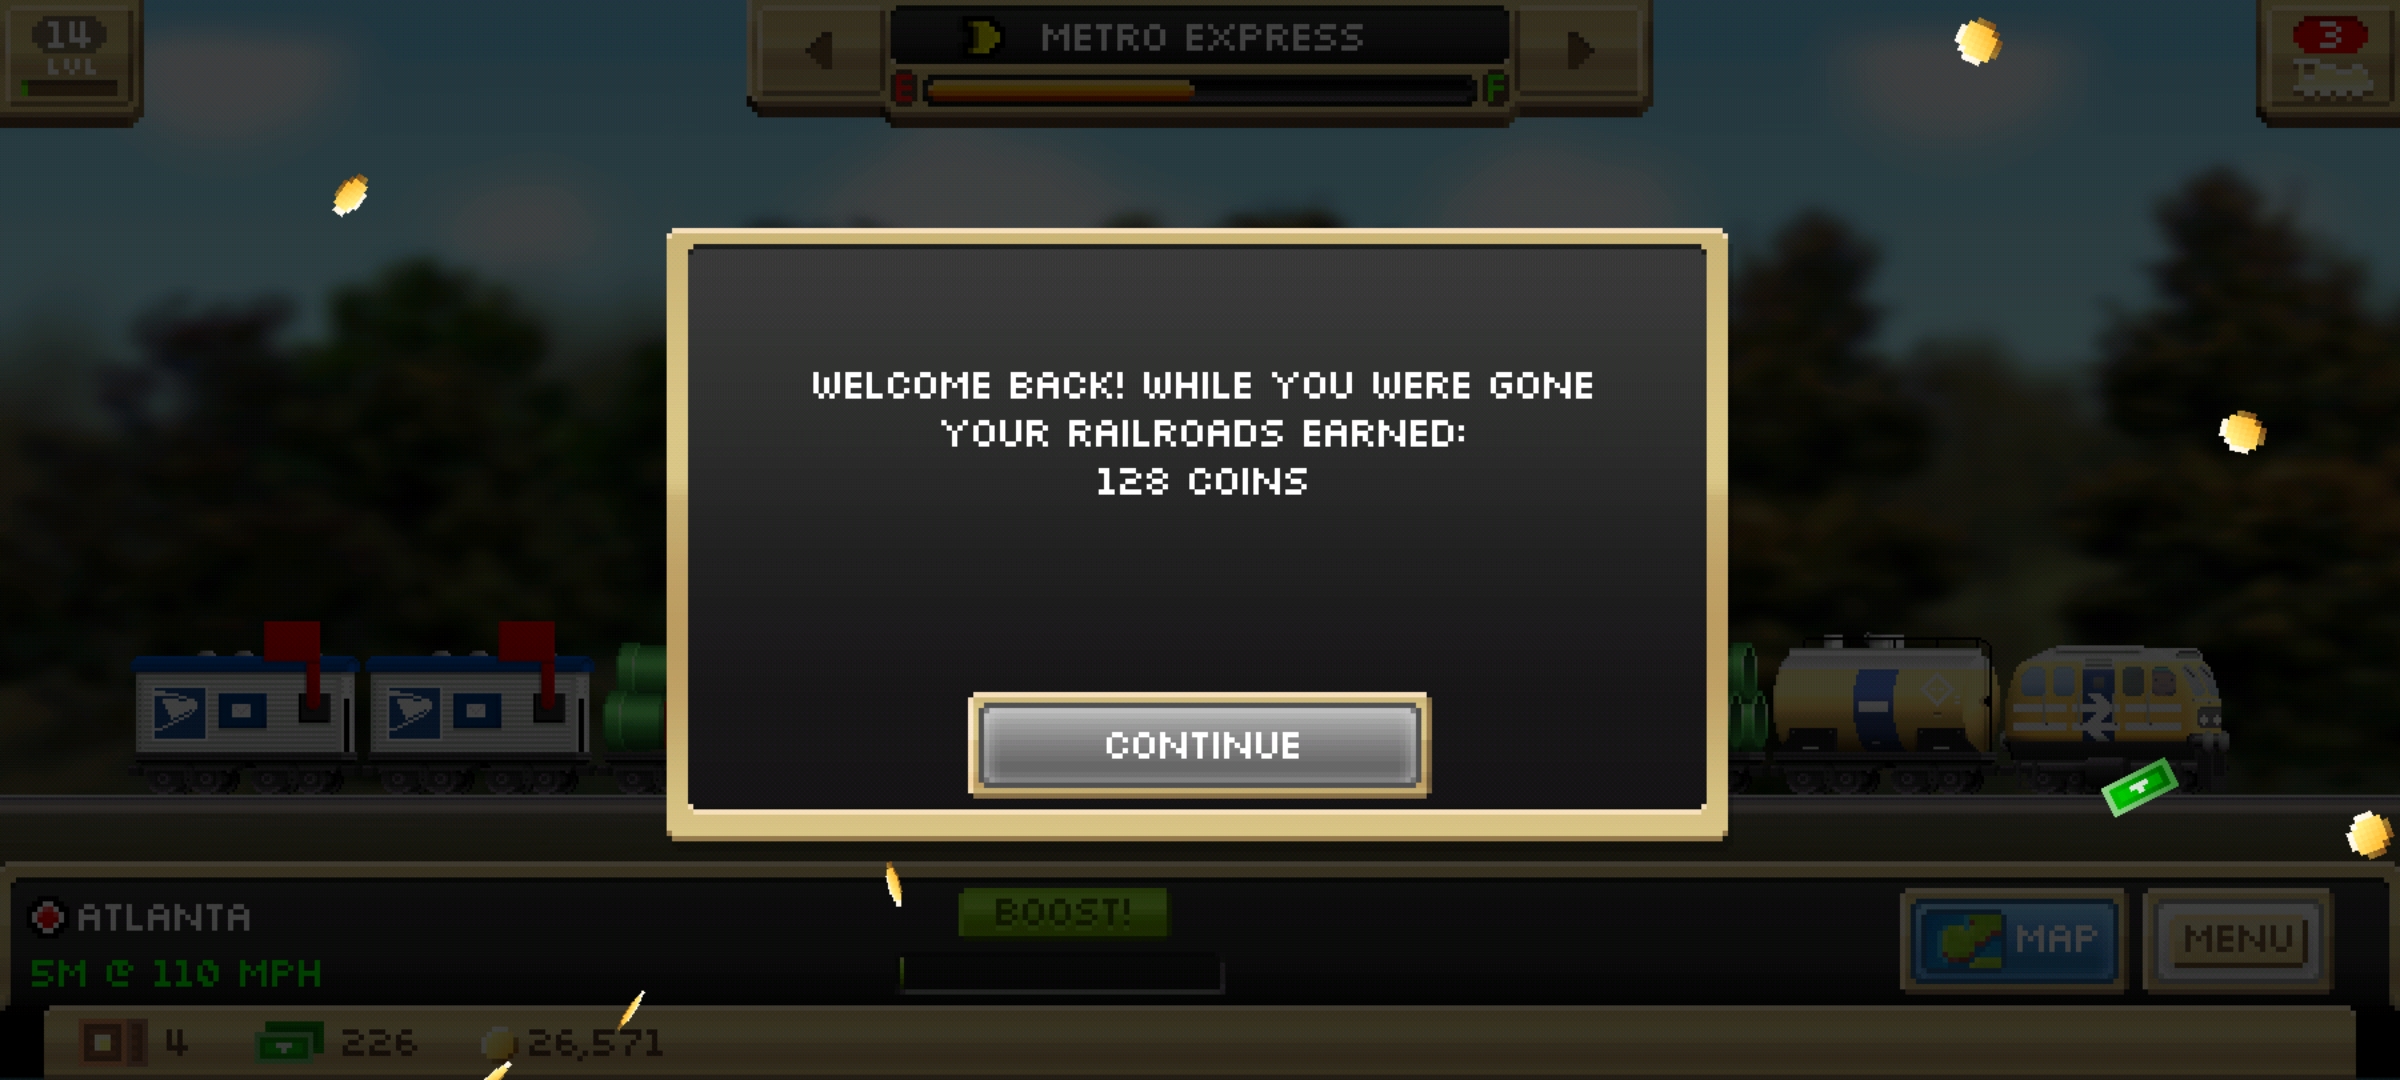 14
LVL
METRO EXPRESS
E F
3
WELCOME BACK! WHILE YOU WERE GONE
YOUR RAILROADS EARNED:
128 COINS
CONTINUE
ATLANTA
5M @ 110 MPH
BOOST!
MAP
MENU
4 226 26,571